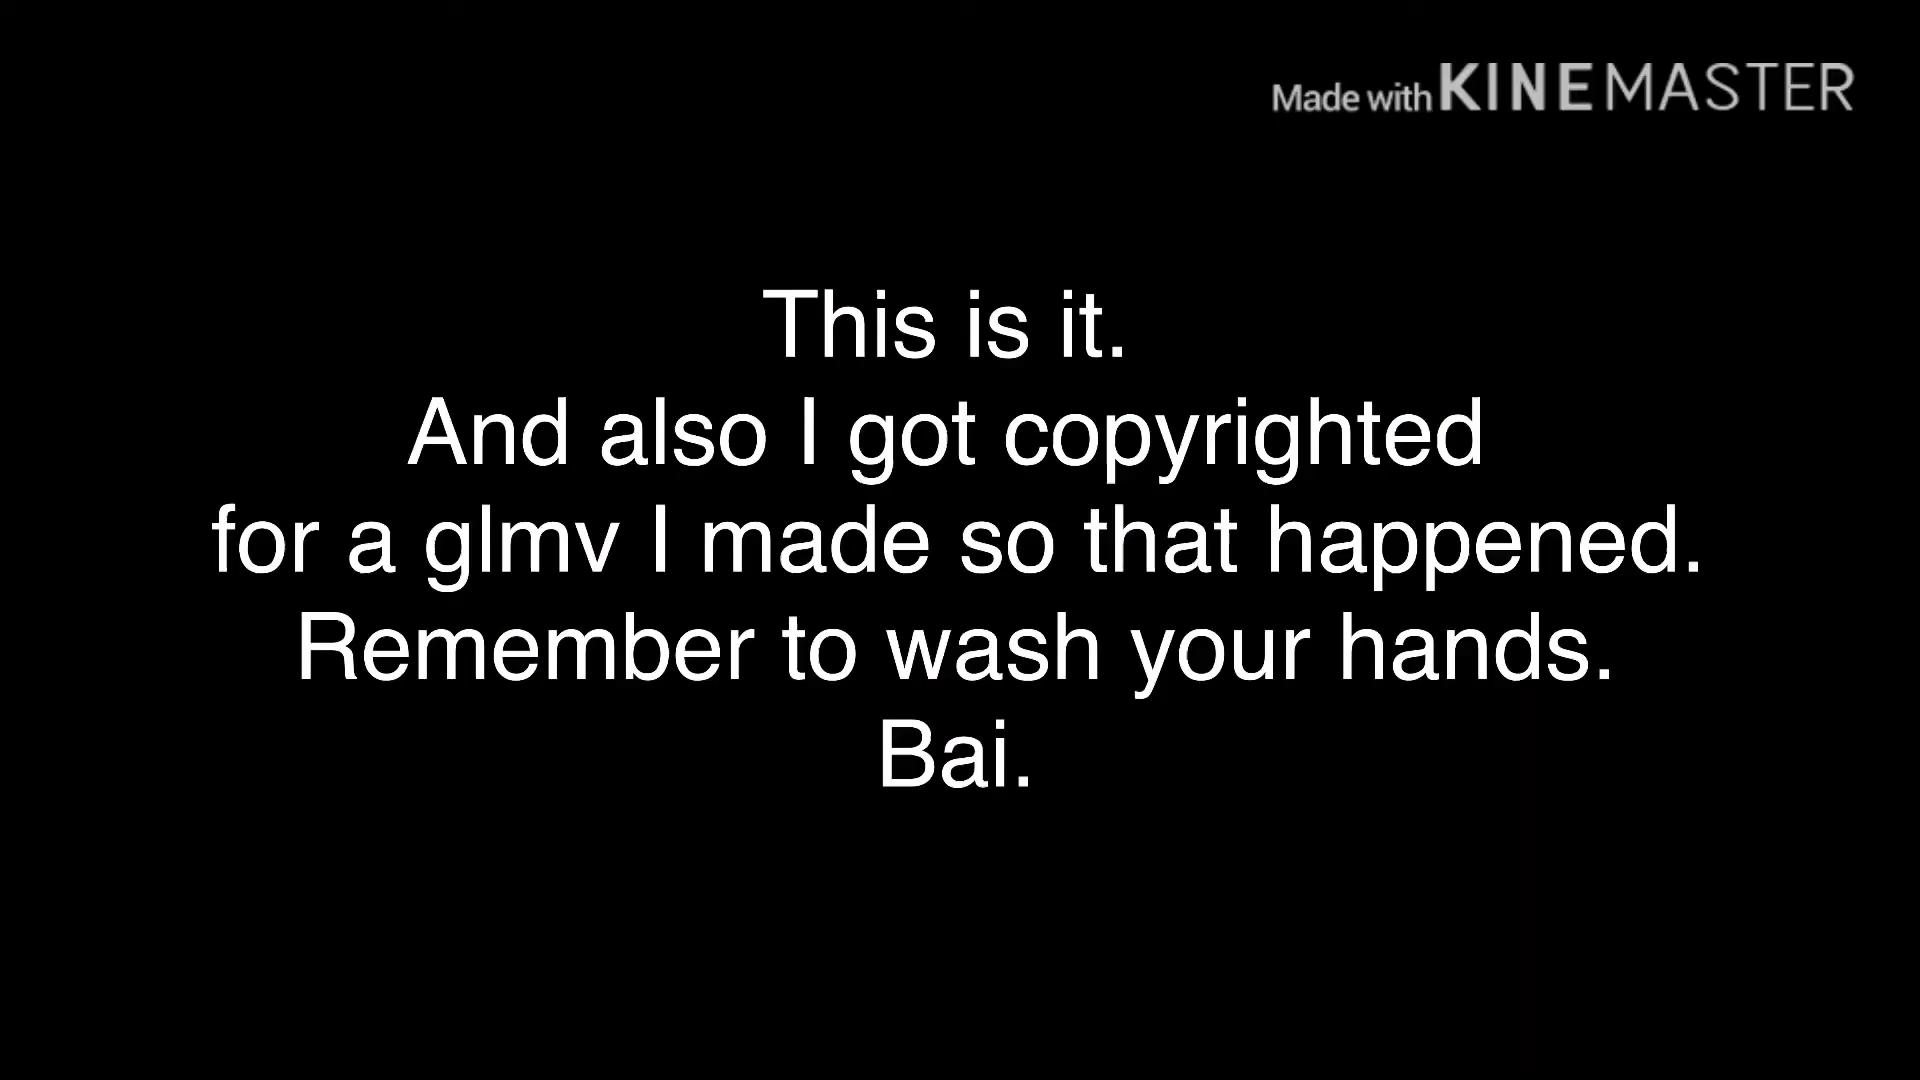 Made with KINEMASTER
This is it.
And also I got copyrighted
for a glmv I made so that happened.
Remember to wash your hands.
Bai.